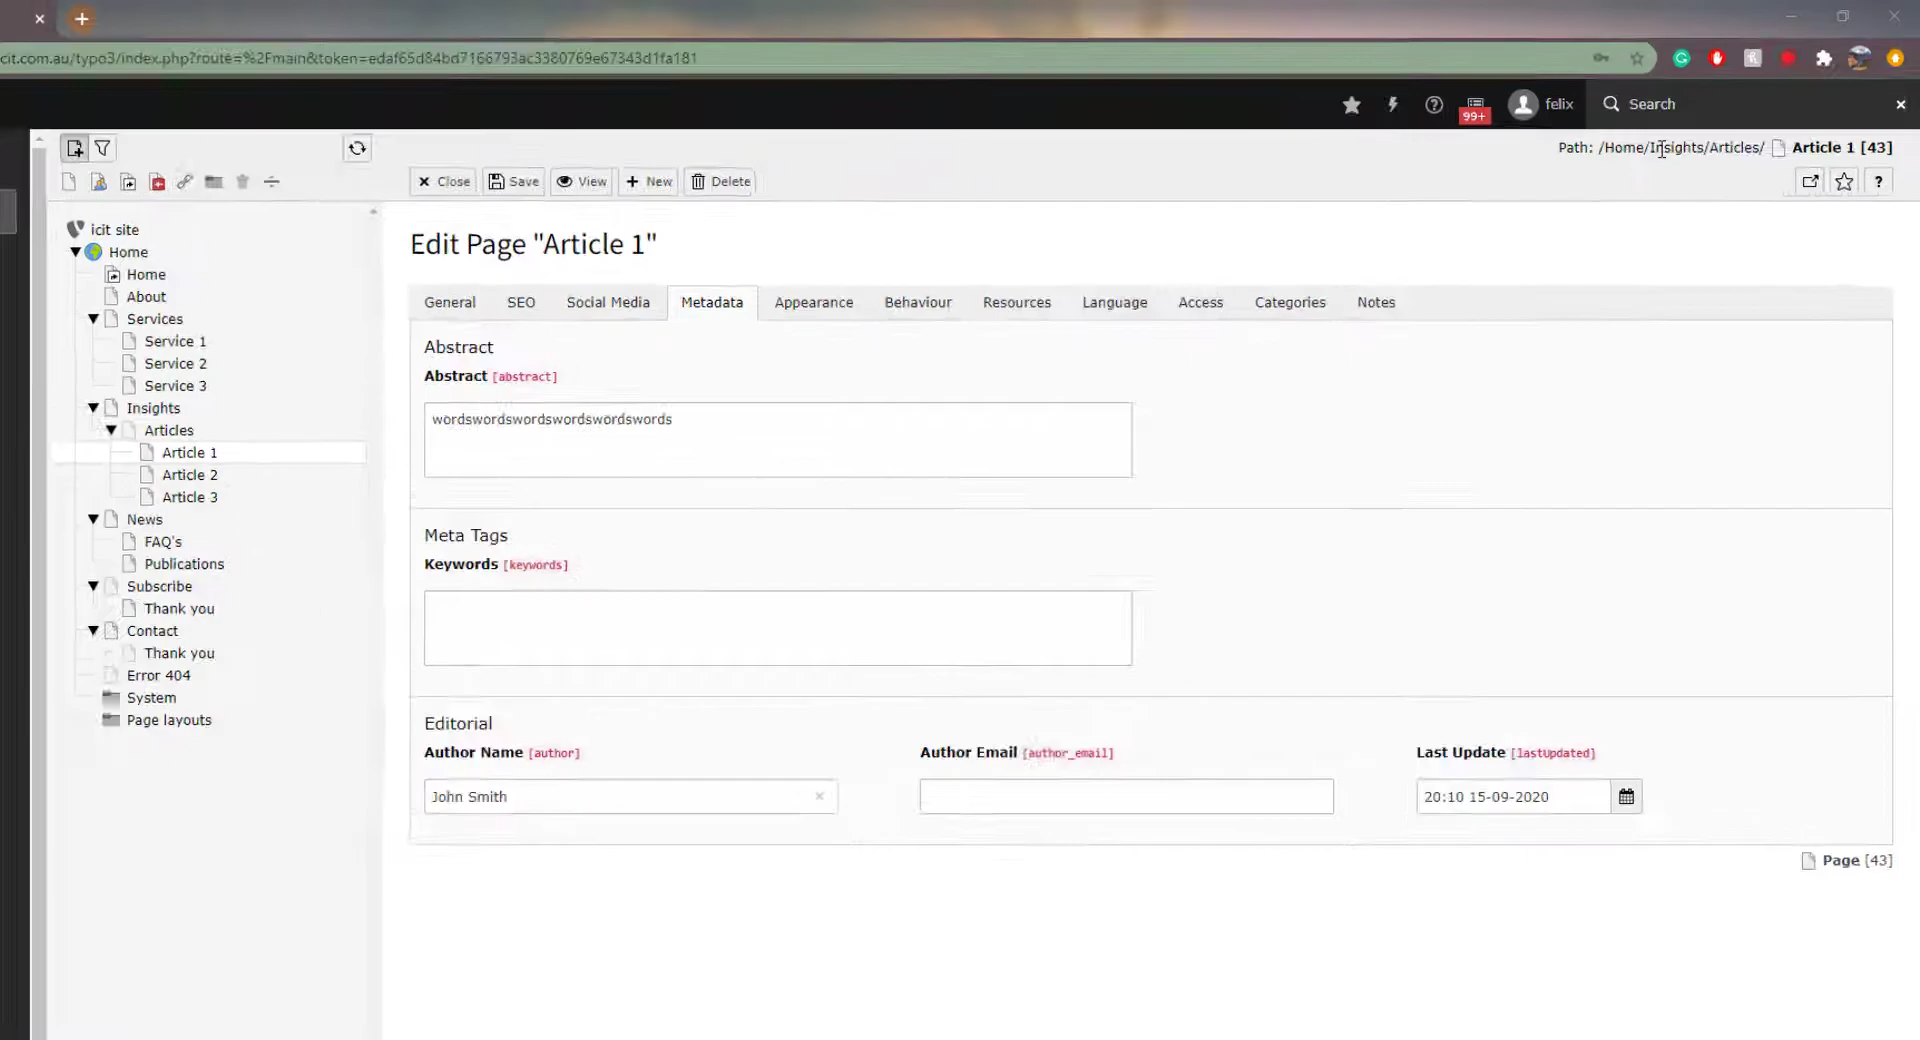 cit.com.au/typo3/index.php?route=%2Fmain&token=edaf65d84bd7166793ac3380769e67343d1fa181
99+
felix
Search
Path: /Home/Insights/Articles/ Article 1 [43]
Close
Save
View
New
Delete
?
icit site
Home
Home
About
Services
Service 1
Service 2
Service 3
Insights
Articles
Article 1
Article 2
Article 3
News
FAQ's
Publications
Subscribe
Thank you
Contact
Thank you
Error 404
System
Page layouts
Edit Page "Article 1"
General SEO Social Media Metadata Appearance Behaviour Resources Language Access Categories Notes
Abstract
Abstract [abstract]
wordswordswordswordswordswords
Meta Tags
Keywords [keywords]
Editorial
Author Name [author] Author Email [author_email] Last Update [lastUpdated]
John Smith 20:10 15-09-2020
Page [43]